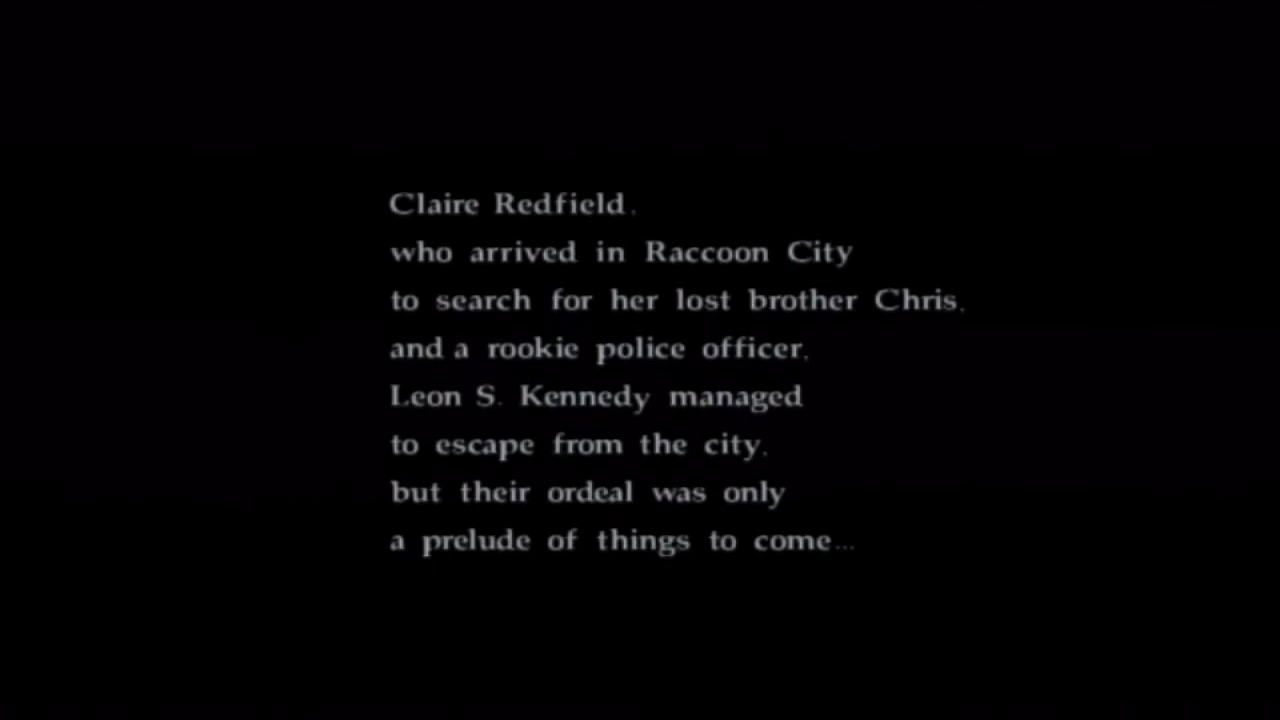 Claire Redfield,
who arrived in Raccoon City
to search for her lost brother Chris,
and a rookie police officer,
Leon S. Kennedy managed
to escape from the city,
but their ordeal was only
a prelude of things to come...